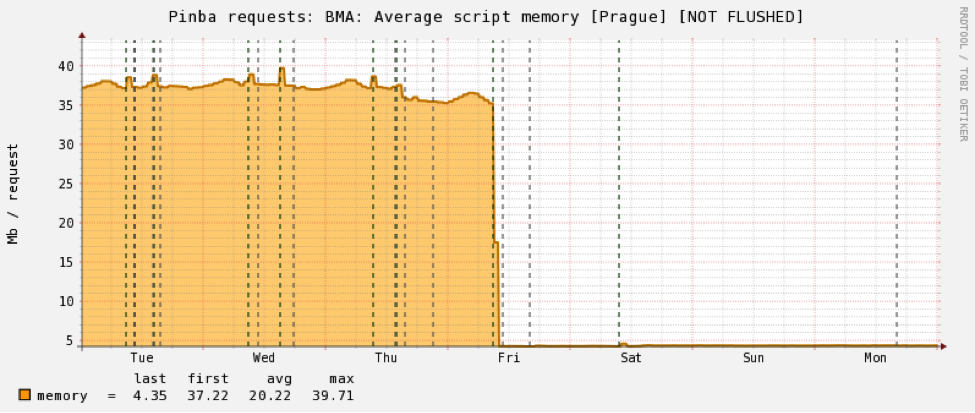 Pinba requests: BMA: Average script memory [Prague] [NOT FLUSHED]
RRDTOOL / TOBI OETIKER
Mb / request
40
35
30
25
20
15
10
5
Tue Wed Thu Fri Sat Sun Mon
last first avg max
memory = 4.35 37.22 20.22 39.71